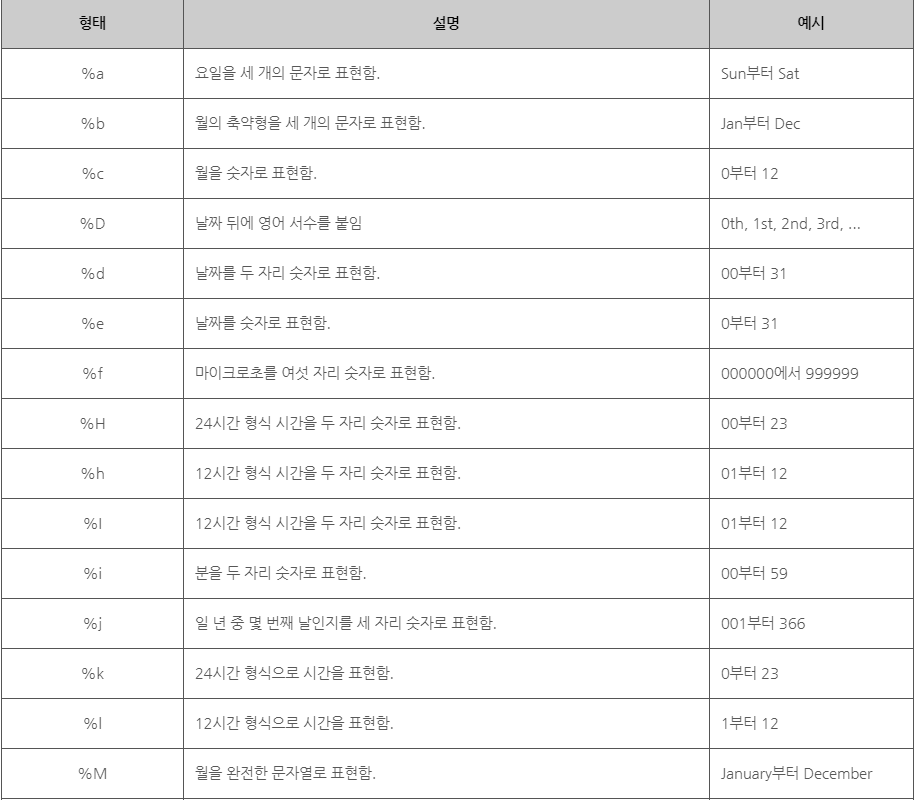 형태 설명 예시
%a 요일을 세 개의 문자로 표현함. Sun부터 Sat
%b 월의 축약형을 세 개의 문자로 표현함. Jan부터 Dec
%c 월을 숫자로 표현함. 0부터 12
%D 날짜 뒤에 영어 서수를 붙임 0th, 1st, 2nd, 3rd, ...
%d 날짜를 두 자리 숫자로 표현함. 00부터 31
%e 날짜를 숫자로 표현함. 0부터 31
%f 마이크로초를 여섯 자리 숫자로 표현함. 000000에서 999999
%H 24시간 형식 시간을 두 자리 숫자로 표현함. 00부터 23
%h 12시간 형식 시간을 두 자리 숫자로 표현함. 01부터 12
%I 12시간 형식 시간을 두 자리 숫자로 표현함. 01부터 12
%i 분을 두 자리 숫자로 표현함. 00부터 59
%j 일 년 중 몇 번째 날인지를 세 자리 숫자로 표현함. 001부터 366
%k 24시간 형식으로 시간을 표현함. 0부터 23
%l 12시간 형식으로 시간을 표현함. 1부터 12
%M 월을 완전한 문자열로 표현함. January부터 December